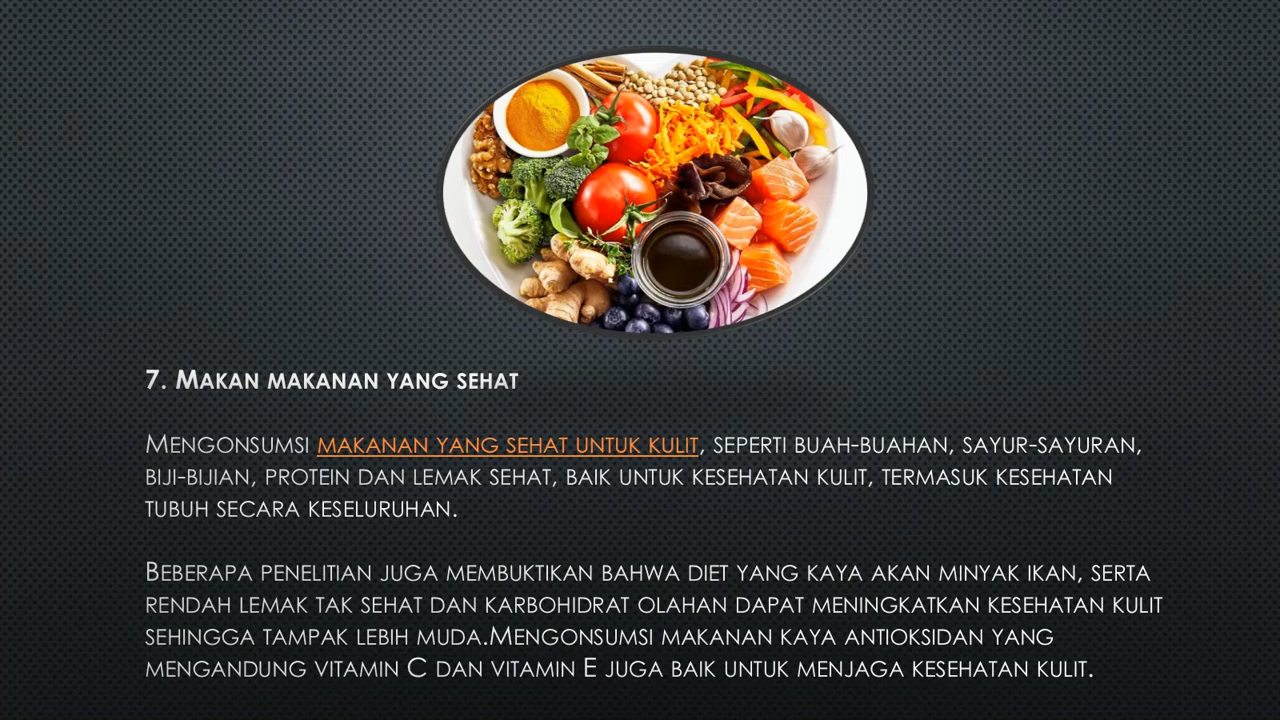 7. Makan makanan yang sehat
Mengonsumsi makanan yang sehat untuk kulit, seperti buah-buahan, sayur-sayuran,
biji-bijian, protein dan lemak sehat, baik untuk kesehatan kulit, termasuk kesehatan
tubuh secara keseluruhan.
Beberapa penelitian juga membuktikan bahwa diet yang kaya akan minyak ikan, serta
rendah lemak tak sehat dan karbohidrat olahan dapat meningkatkan kesehatan kulit
sehingga tampak lebih muda.Mengonsumsi makanan kaya antioksidan yang
mengandung vitamin C dan vitamin E juga baik untuk menjaga kesehatan kulit.